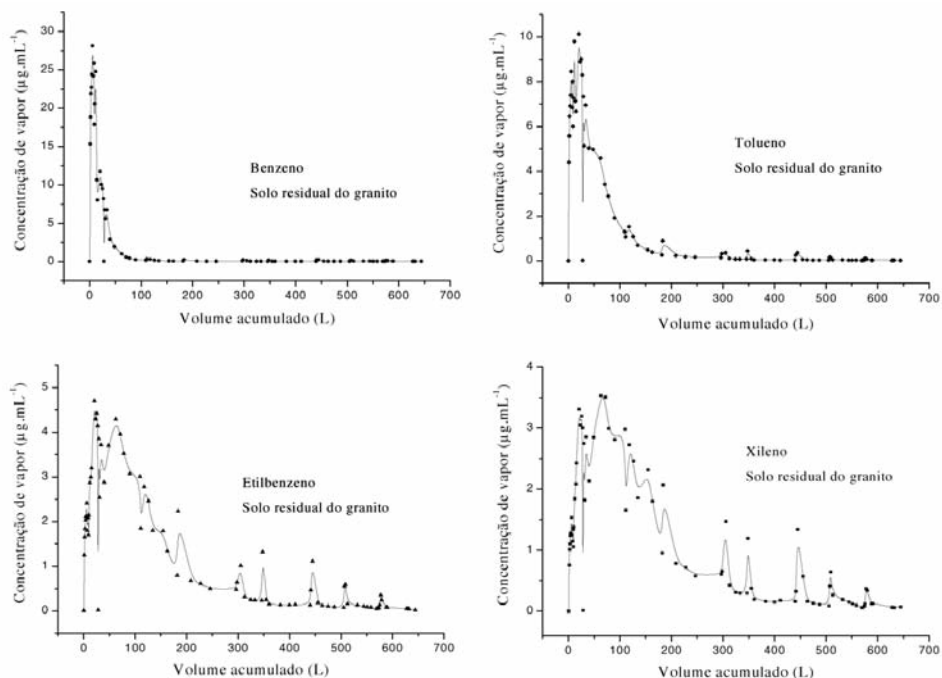 Concentração de vapor (µg.mL⁻¹)
30
25
20
15
10
5
0
Benzeno
Solo residual do granito
0 100 200 300 400 500 600 700
Volume acumulado (L)
Concentração de vapor (µg.mL⁻¹)
10
8
6
4
2
0
Tolueno
Solo residual do granito
0 100 200 300 400 500 600 700
Volume acumulado (L)
Concentração de vapor (µg.mL⁻¹)
5
4
3
2
1
0
Etilbenzeno
Solo residual do granito
0 100 200 300 400 500 600 700
Volume acumulado (L)
Concentração de vapor (µg.mL⁻¹)
4
3
2
1
0
Xileno
Solo residual do granito
0 100 200 300 400 500 600 700
Volume acumulado (L)